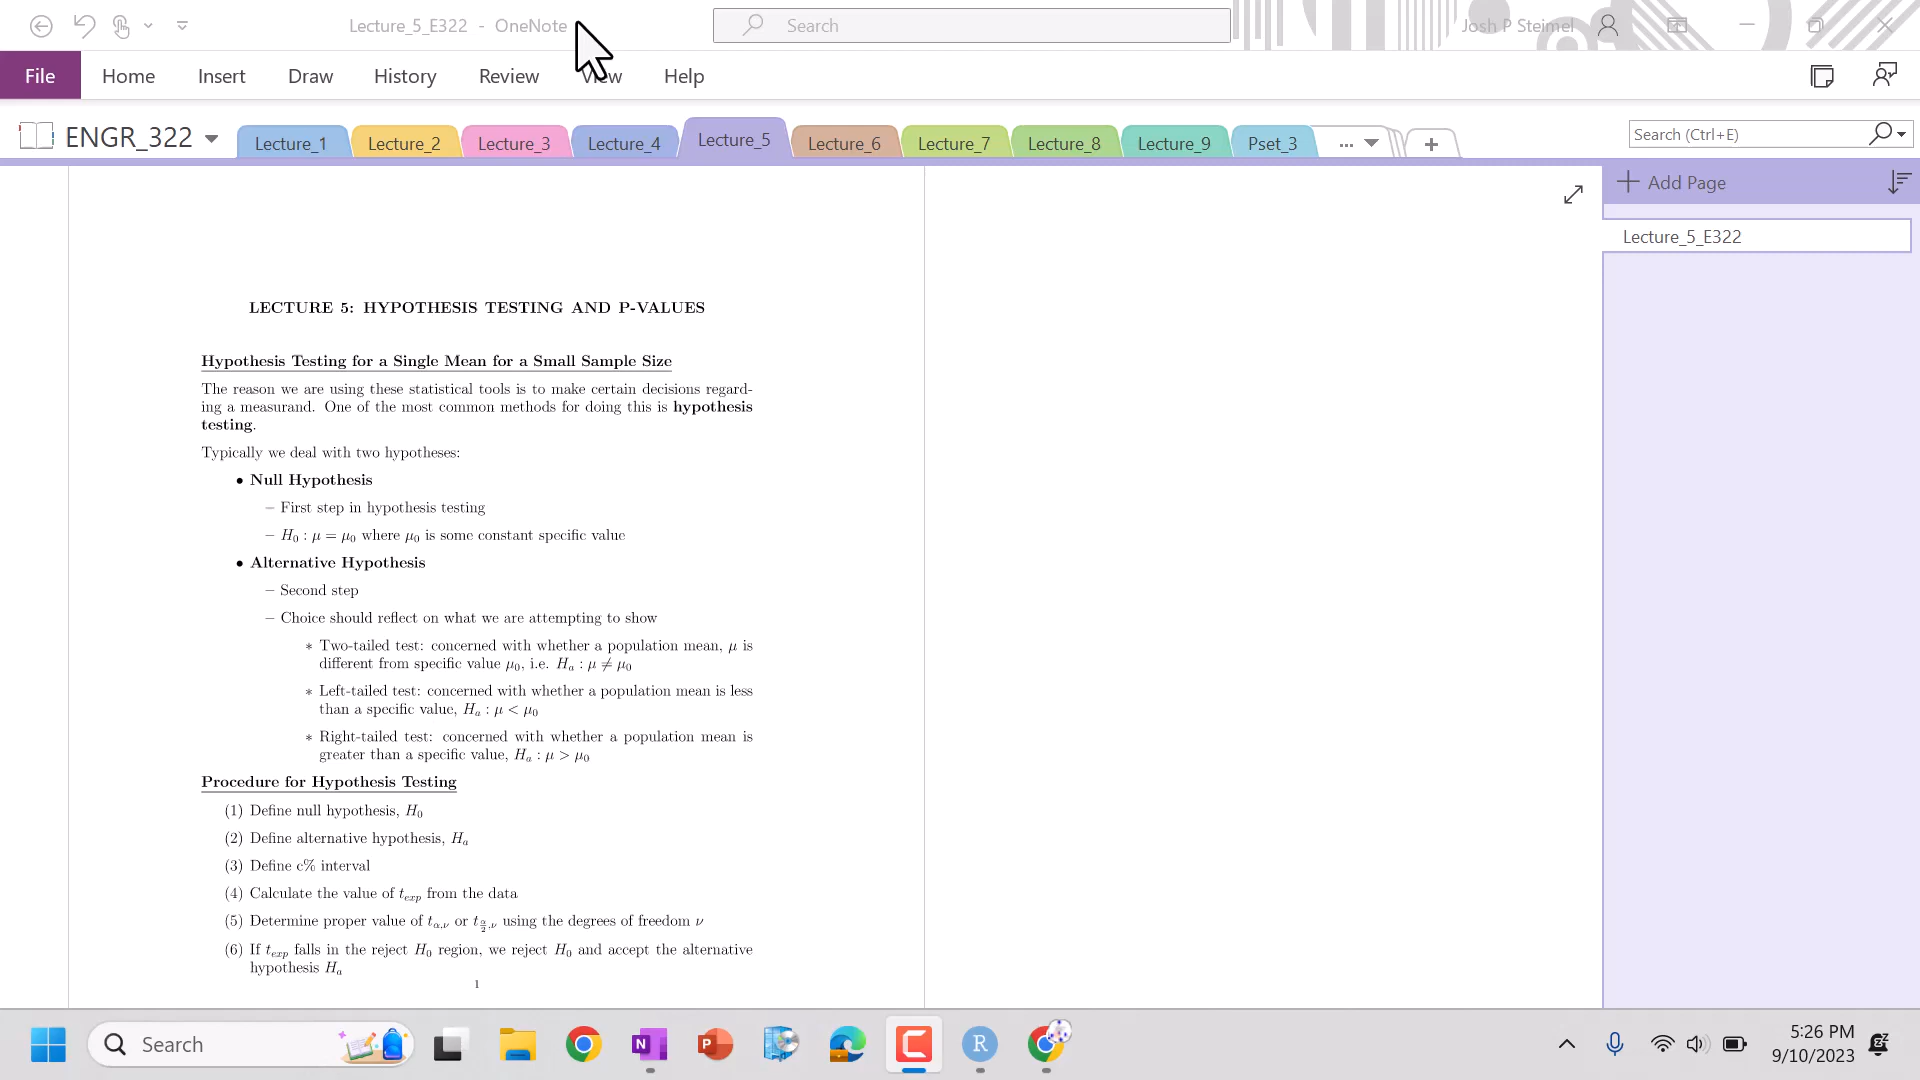 Lecture_5_E322 - OneNote
Search
Josh P Steimel
File Home Insert Draw History Review View Help
ENGR_322
Lecture_1 Lecture_2 Lecture_3 Lecture_4 Lecture_5 Lecture_6 Lecture_7 Lecture_8 Lecture_9 Pset_3 ... +
Search (Ctrl+E)
Add Page
Lecture_5_E322
LECTURE 5: HYPOTHESIS TESTING AND P-VALUES
Hypothesis Testing for a Single Mean for a Small Sample Size
The reason we are using these statistical tools is to make certain decisions regard-
ing a measurand. One of the most common methods for doing this is hypothesis
testing.
Typically we deal with two hypotheses:
• Null Hypothesis
– First step in hypothesis testing
– H₀ : μ = μ₀ where μ₀ is some constant specific value
• Alternative Hypothesis
– Second step
– Choice should reflect on what we are attempting to show
* Two-tailed test: concerned with whether a population mean, μ is
different from specific value μ₀, i.e. Hₐ : μ ≠ μ₀
* Left-tailed test: concerned with whether a population mean is less
than a specific value, Hₐ : μ < μ₀
* Right-tailed test: concerned with whether a population mean is
greater than a specific value, Hₐ : μ > μ₀
Procedure for Hypothesis Testing
(1) Define null hypothesis, H₀
(2) Define alternative hypothesis, Hₐ
(3) Define c% interval
(4) Calculate the value of t_exp from the data
(5) Determine proper value of t_α,ν or t_α/2,ν using the degrees of freedom ν
(6) If t_exp falls in the reject H₀ region, we reject H₀ and accept the alternative
hypothesis Hₐ
1
Search
5:26 PM
9/10/2023